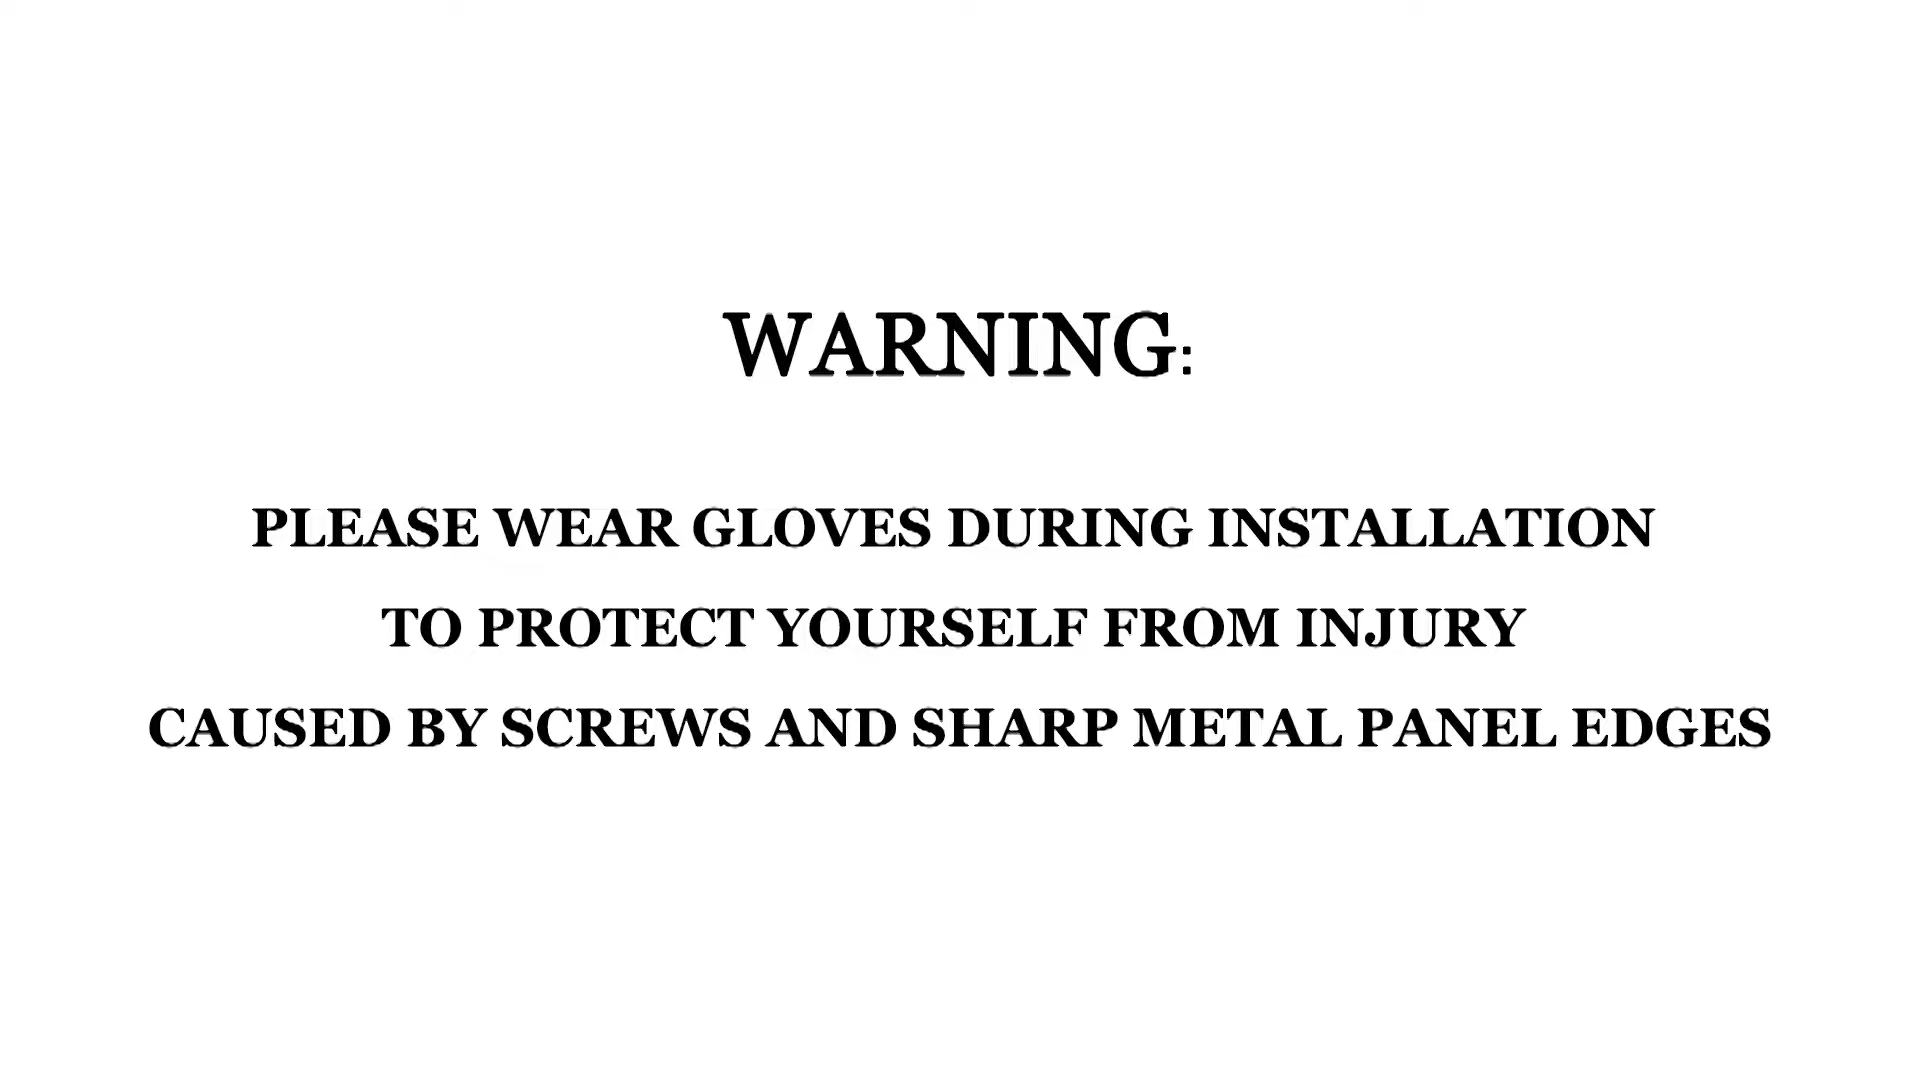 WARNING:
PLEASE WEAR GLOVES DURING INSTALLATION
TO PROTECT YOURSELF FROM INJURY
CAUSED BY SCREWS AND SHARP METAL PANEL EDGES